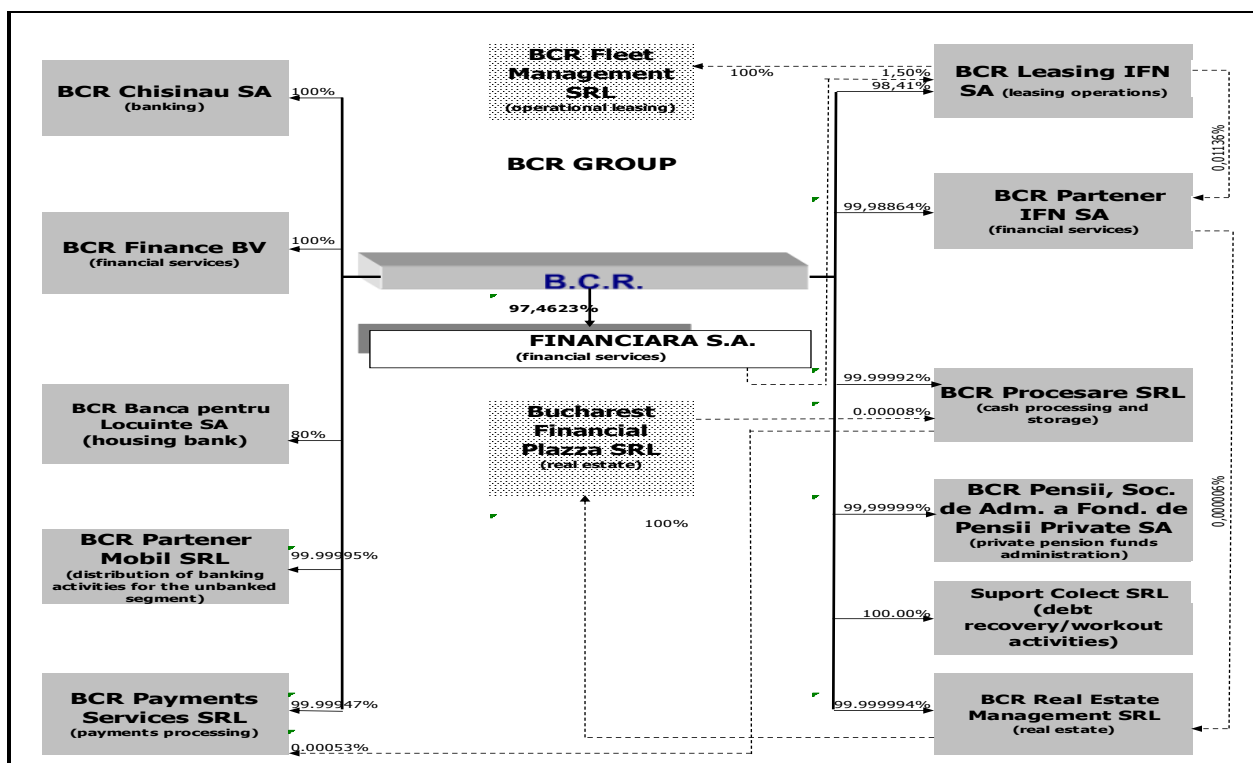 BCR Chisinau SA
(banking)
100%
BCR Finance BV
(financial services)
100%
BCR Banca pentru
Locuinte SA
(housing bank)
80%
BCR Partener
Mobil SRL
(distribution of banking
activities for the unbanked
segment)
99.99995%
BCR Payments
Services SRL
(payments processing)
99.99947%
0.00053%
BCR Fleet
Management
SRL
(operational leasing)
100%
BCR GROUP
B.C.R.
97,4623%
FINANCIARA S.A.
(financial services)
Bucharest
Financial
Plazza SRL
(real estate)
100%
1,50%
98,41%
BCR Leasing IFN
SA (leasing operations)
0,01136%
99,98864%
BCR Partener
IFN SA
(financial services)
99.99992%
0.00008%
BCR Procesare SRL
(cash processing and
storage)
99,99999%
BCR Pensii, Soc.
de Adm. a Fond. de
Pensii Private SA
(private pension funds
administration)
0,000006%
100.00%
Suport Colect SRL
(debt
recovery/workout
activities)
99.999994%
BCR Real Estate
Management SRL
(real estate)